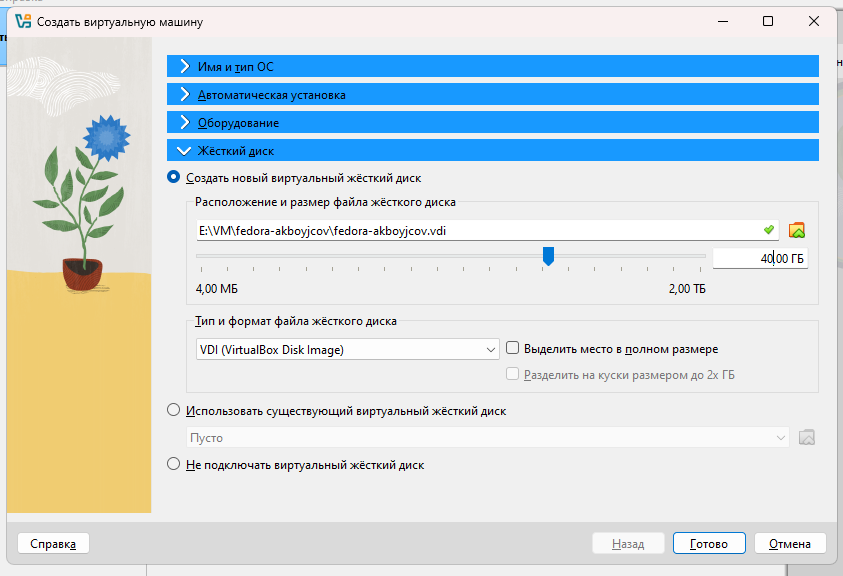 Создать виртуальную машину
Имя и тип ОС
Автоматическая установка
Оборудование
Жёсткий диск
Создать новый виртуальный жёсткий диск
Расположение и размер файла жёсткого диска
E:\VM\fedora-akboyjcov\fedora-akboyjcov.vdi
40,00 ГБ
4,00 МБ 2,00 ТБ
Тип и формат файла жёсткого диска
VDI (VirtualBox Disk Image) Выделить место в полном размере
Разделить на куски размером до 2х ГБ
Использовать существующий виртуальный жёсткий диск
Пусто
Не подключать виртуальный жёсткий диск
Справка Назад Готово Отмена